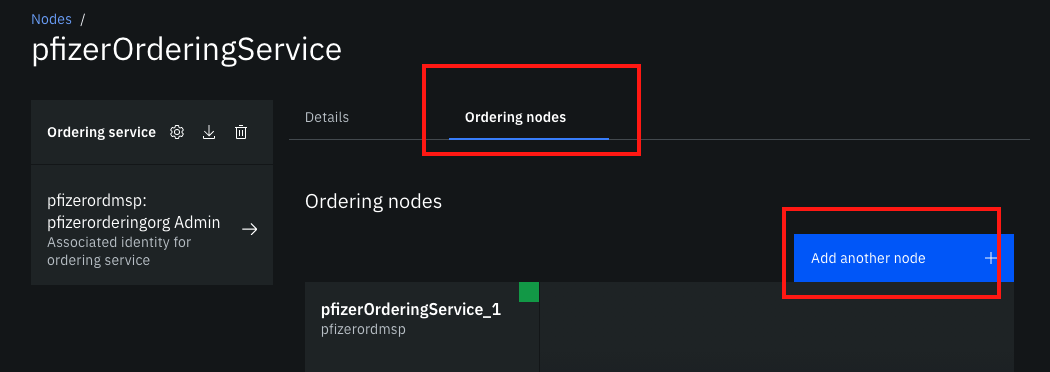 Nodes /
pfizerOrderingService
Ordering service
Details
Ordering nodes
pfizerordmsp:
pfizerorderingorg Admin
Associated identity for
ordering service
Ordering nodes
Add another node
pfizerOrderingService_1
pfizerordmsp